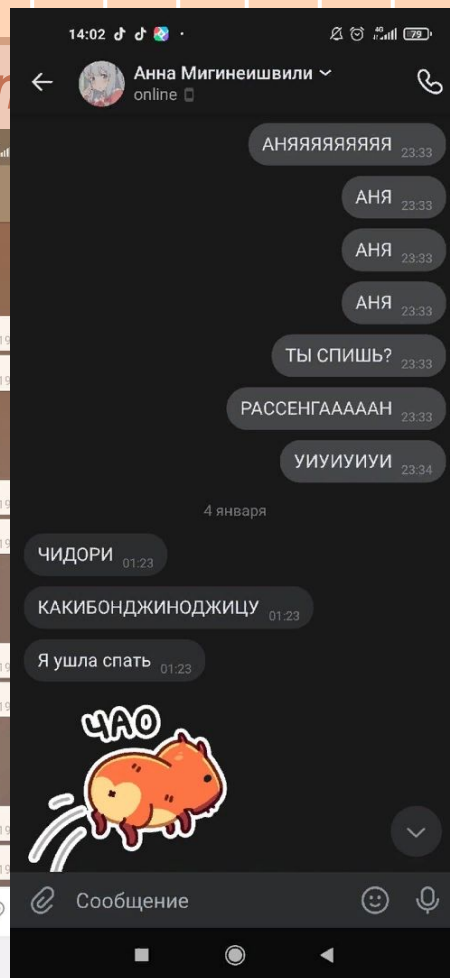 14:02
4G
79
Анна Мигинеишвили
online
АНЯЯЯЯЯЯЯЯЯ 23:33
АНЯ 23:33
АНЯ 23:33
АНЯ 23:33
ТЫ СПИШЬ? 23:33
РАССЕНГАААААН 23:33
УИУИУИУИ 23:34
4 января
ЧИДОРИ 01:23
КАКИБОНДЖИНОДЖИЦУ 01:23
Я ушла спать 01:23
ЧАО
Сообщение